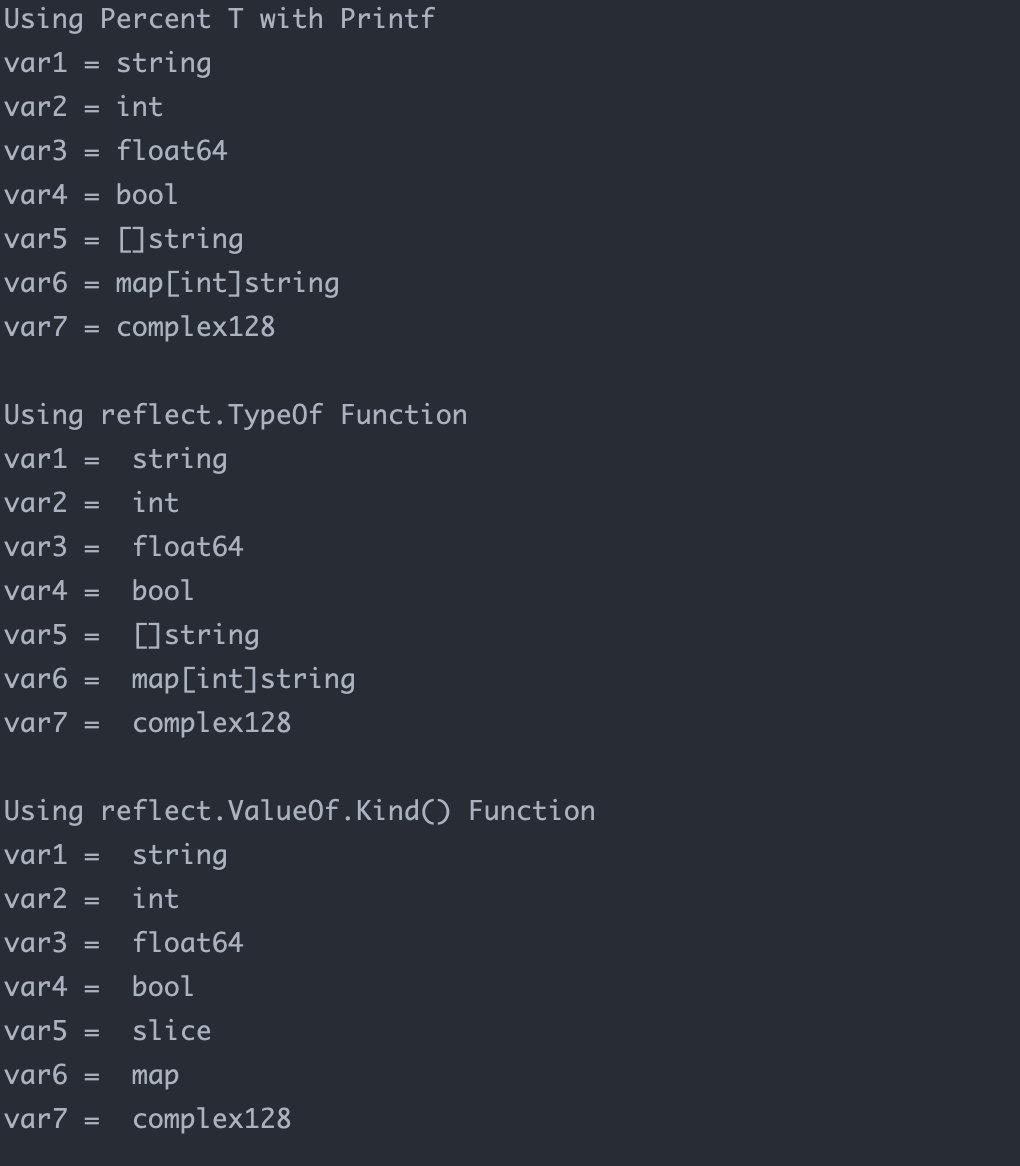 Using Percent T with Printf
var1 = string
var2 = int
var3 = float64
var4 = bool
var5 = []string
var6 = map[int]string
var7 = complex128

Using reflect.TypeOf Function
var1 =  string
var2 =  int
var3 =  float64
var4 =  bool
var5 =  []string
var6 =  map[int]string
var7 =  complex128

Using reflect.ValueOf.Kind() Function
var1 =  string
var2 =  int
var3 =  float64
var4 =  bool
var5 =  slice
var6 =  map
var7 =  complex128